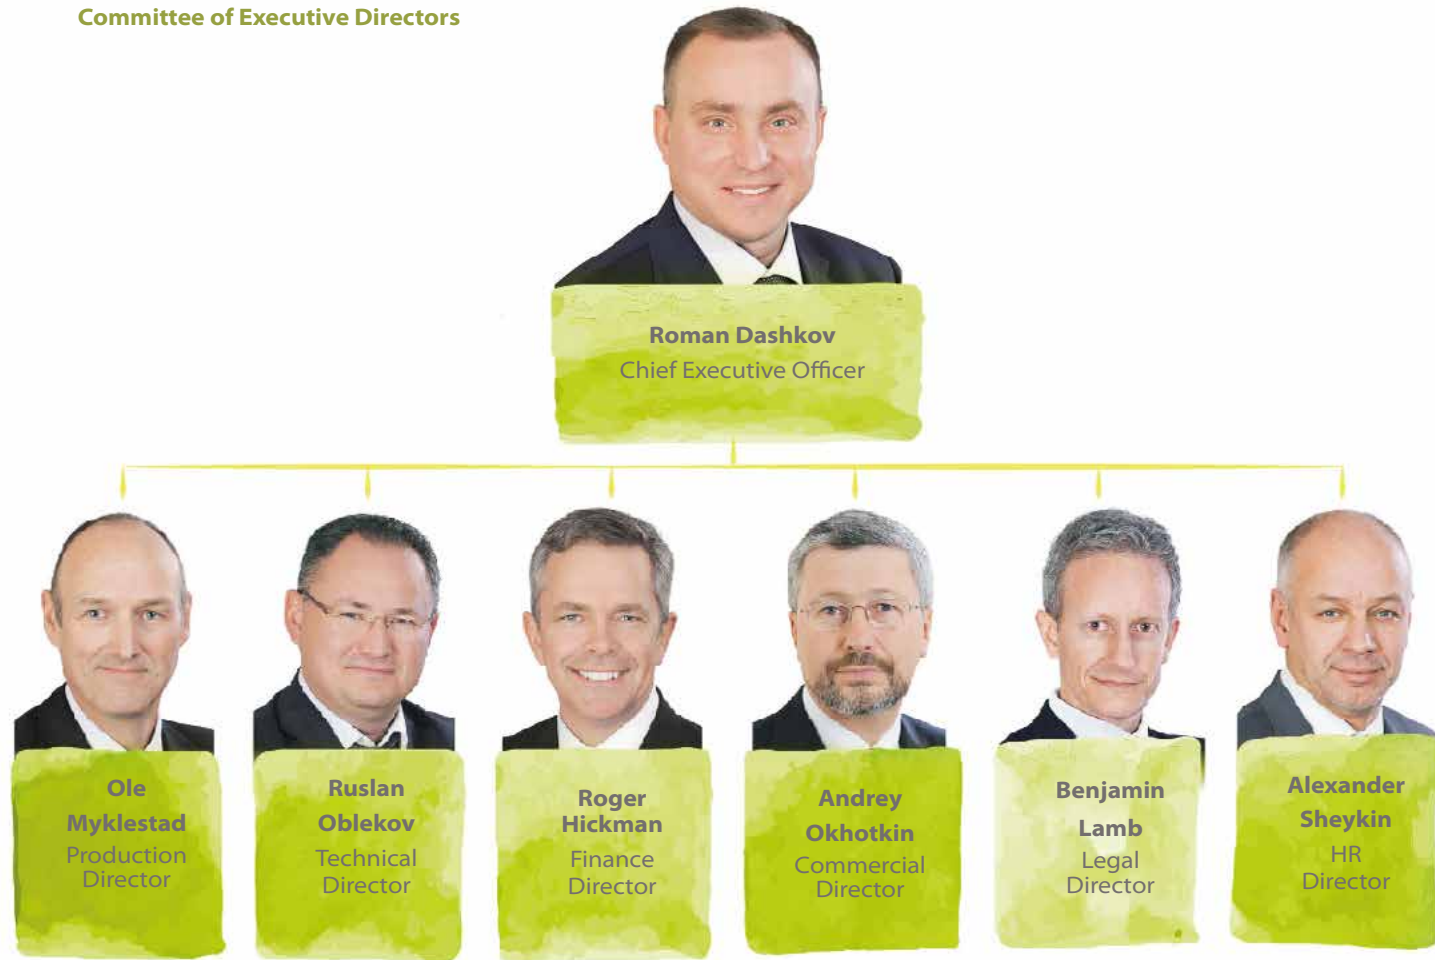 Committee of Executive Directors
Roman Dashkov
Chief Executive Officer
Ole
Myklestad
Production
Director
Ruslan
Oblekov
Technical
Director
Roger
Hickman
Finance
Director
Andrey
Okhotkin
Commercial
Director
Benjamin
Lamb
Legal
Director
Alexander
Sheykin
HR
Director